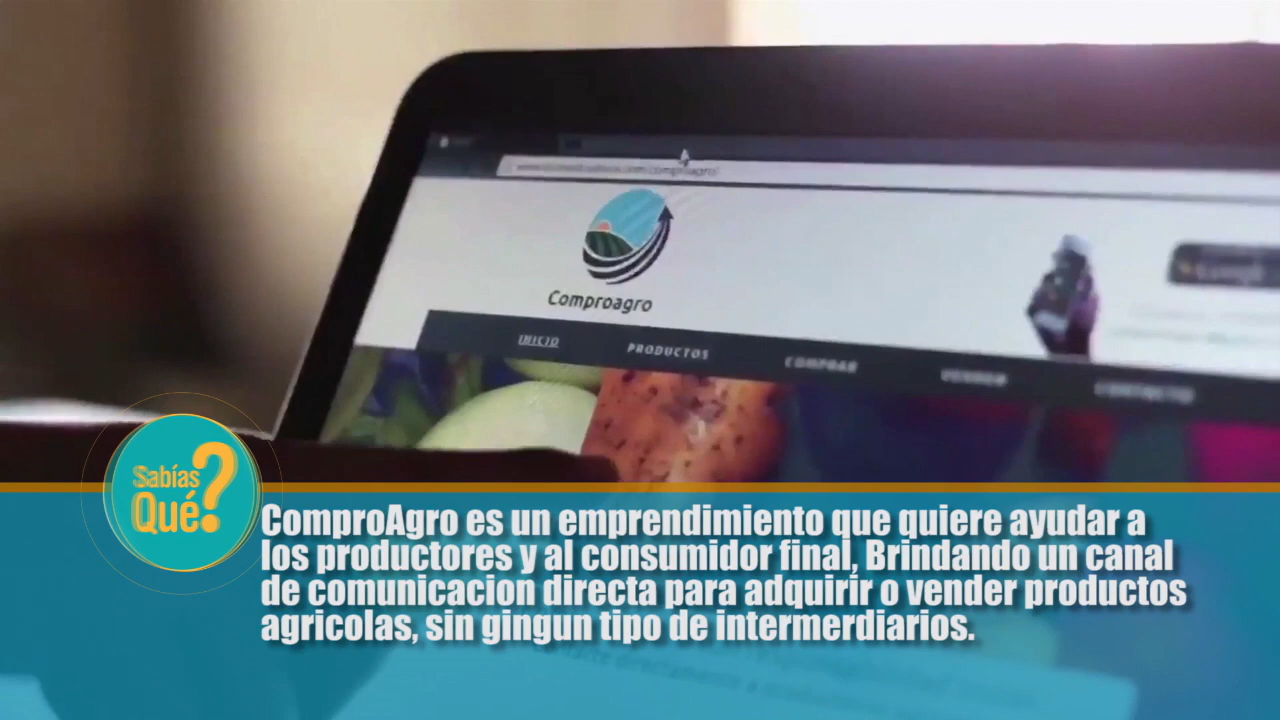 Comproagro
INICIO
PRODUCTOS
COMPRAR
VENDER
CONTACTO
Sabías
Qué?
ComproAgro es un emprendimiento que quiere ayudar a
los productores y al consumidor final, Brindando un canal
de comunicacion directa para adquirir o vender productos
agricolas, sin gingun tipo de intermerdiarios.